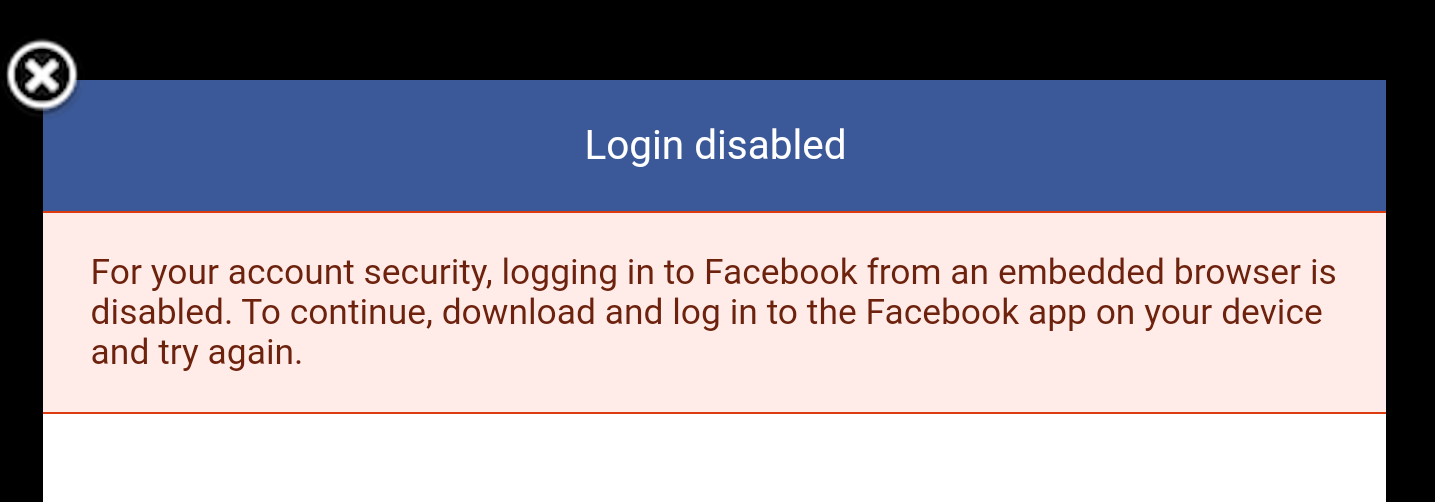 Login disabled
For your account security, logging in to Facebook from an embedded browser is
disabled. To continue, download and log in to the Facebook app on your device
and try again.